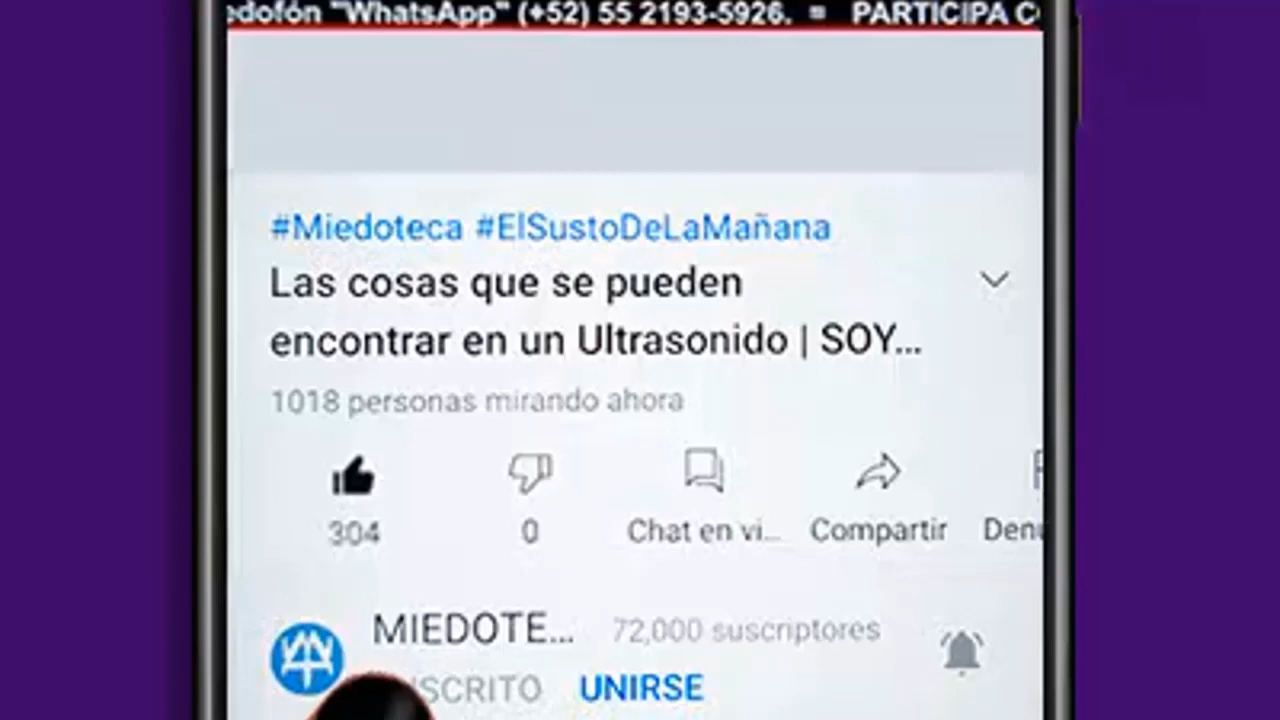 edofón "WhatsApp" (+52) 55 2193-5926. = PARTICIPA C
#Miedoteca #ElSustoDeLaMañana
Las cosas que se pueden
encontrar en un Ultrasonido | SOY...
1018 personas mirando ahora
304 0 Chat en vi... Compartir Den
MIEDOTE... 72,000 suscriptores
SCRITO UNIRSE